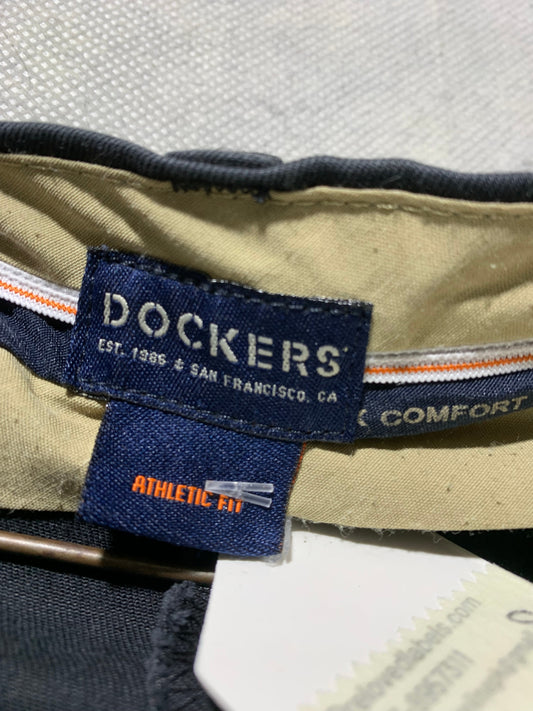 DOCKERS
EST. 1986 & SAN FRANCISCO, CA
COMFORT
ATHLETIC FIT